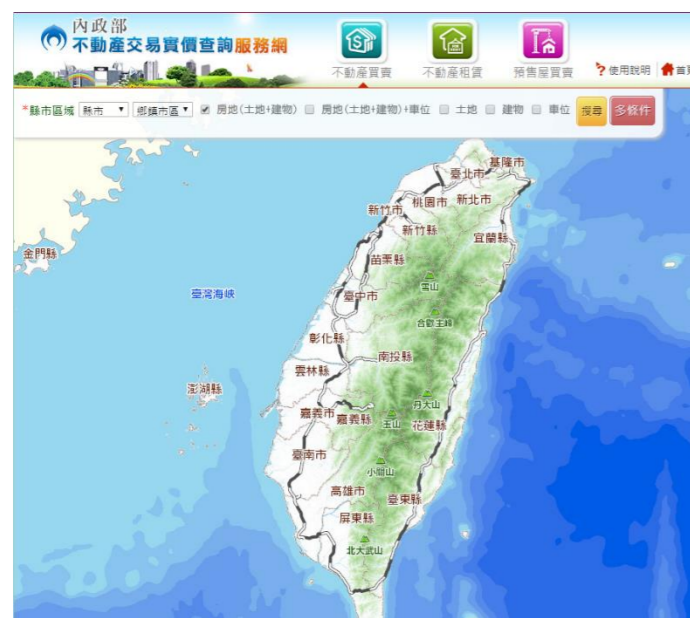 內政部
不動產交易實價查詢服務網
不動產買賣
不動產租賃
預售屋買賣
?使用說明
首頁
*縣市區域 縣市 鄉鎮市區 房地(土地+建物) 房地(土地+建物)+車位 土地 建物 車位 搜尋 多條件
基隆市
臺北市
新北市
桃園市
新竹市
新竹縣
宜蘭縣
金門縣
苗栗縣
雪山
臺灣海峽
臺中市
合歡主峰
彰化縣
南投縣
雲林縣
澎湖縣
丹大山
嘉義市
嘉義縣
玉山
花蓮縣
臺南市
小關山
高雄市
臺東縣
屏東縣
北大武山